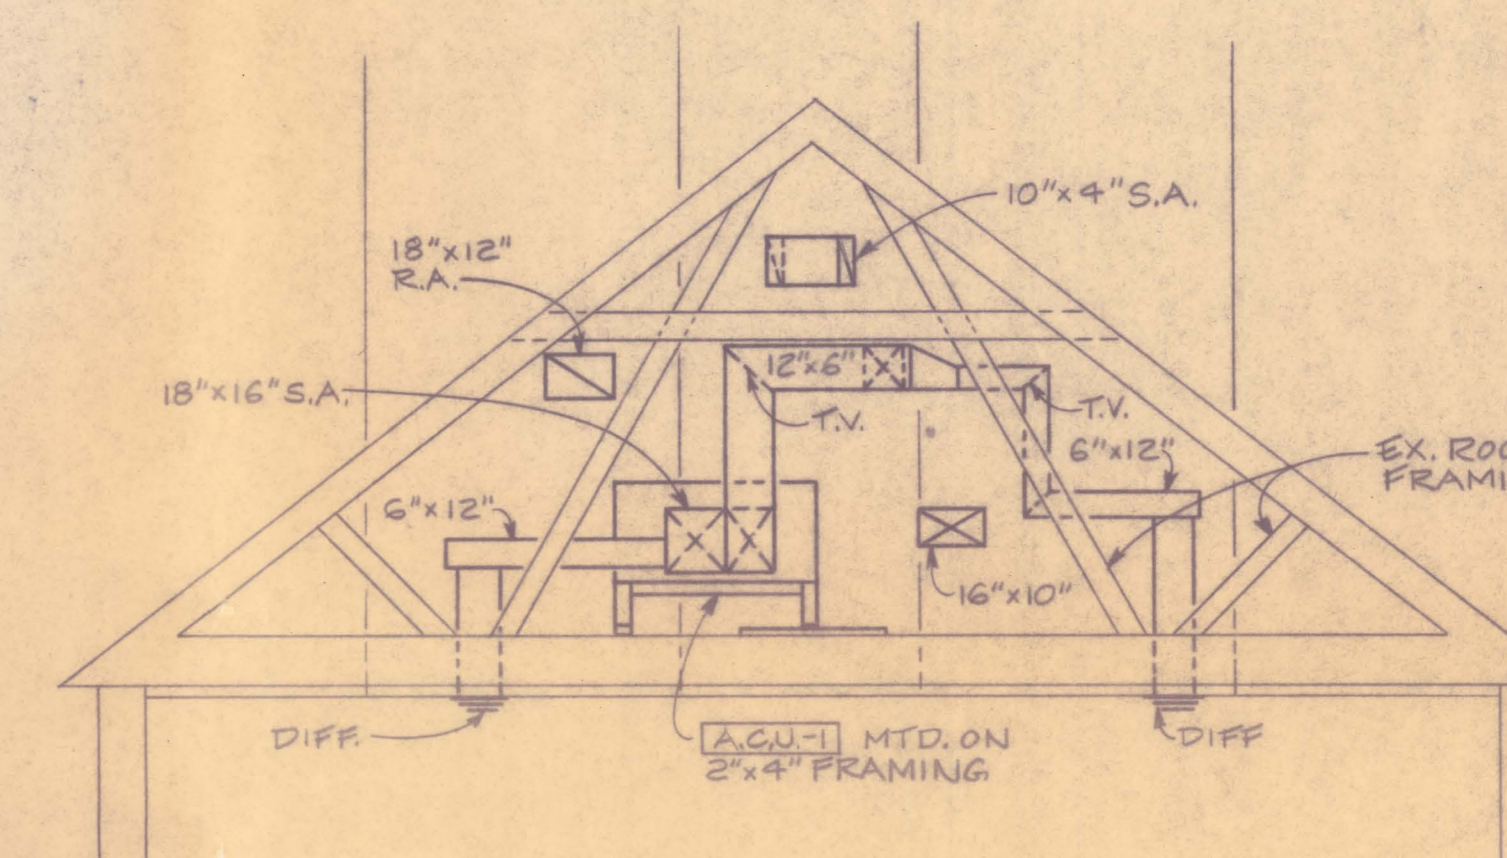 10"x4" S.A.
18"x12"
R.A.
12"x6"
18"x16" S.A.
T.V.
T.V.
6"x12"
EX. ROO
FRAMI
6"x12"
16"x10"
DIFF.
A.C.U.-1 MTD. ON
2"x4" FRAMING
DIFF